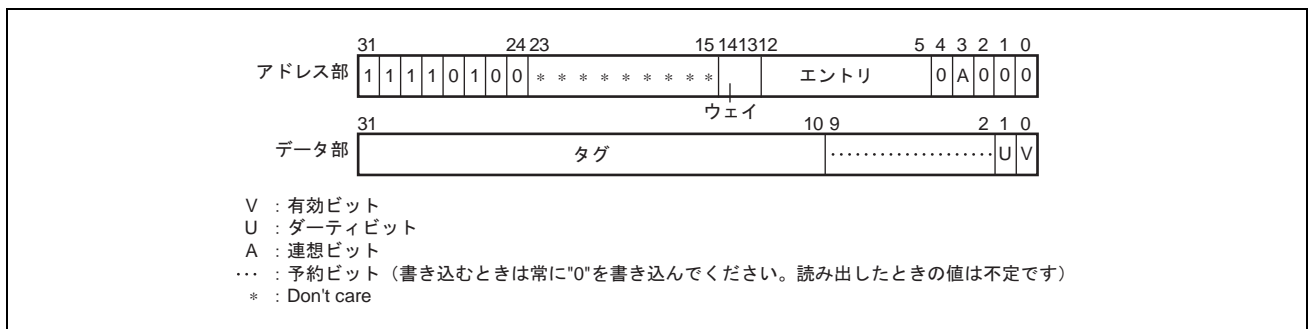 31 24 23 15 14 13 12 5 4 3 2 1 0
アドレス部 1 1 1 1 0 1 0 0 * * * * * * * * * エントリ 0 A 0 0 0
ウェイ
31 10 9 2 1 0
データ部 タグ ・・・・・・・・・・・・・・・・・・・・ U V
V : 有効ビット
U : ダーティビット
A : 連想ビット
… : 予約ビット（書き込むときは常に"0"を書き込んでください。読み出したときの値は不定です）
* : Don't care